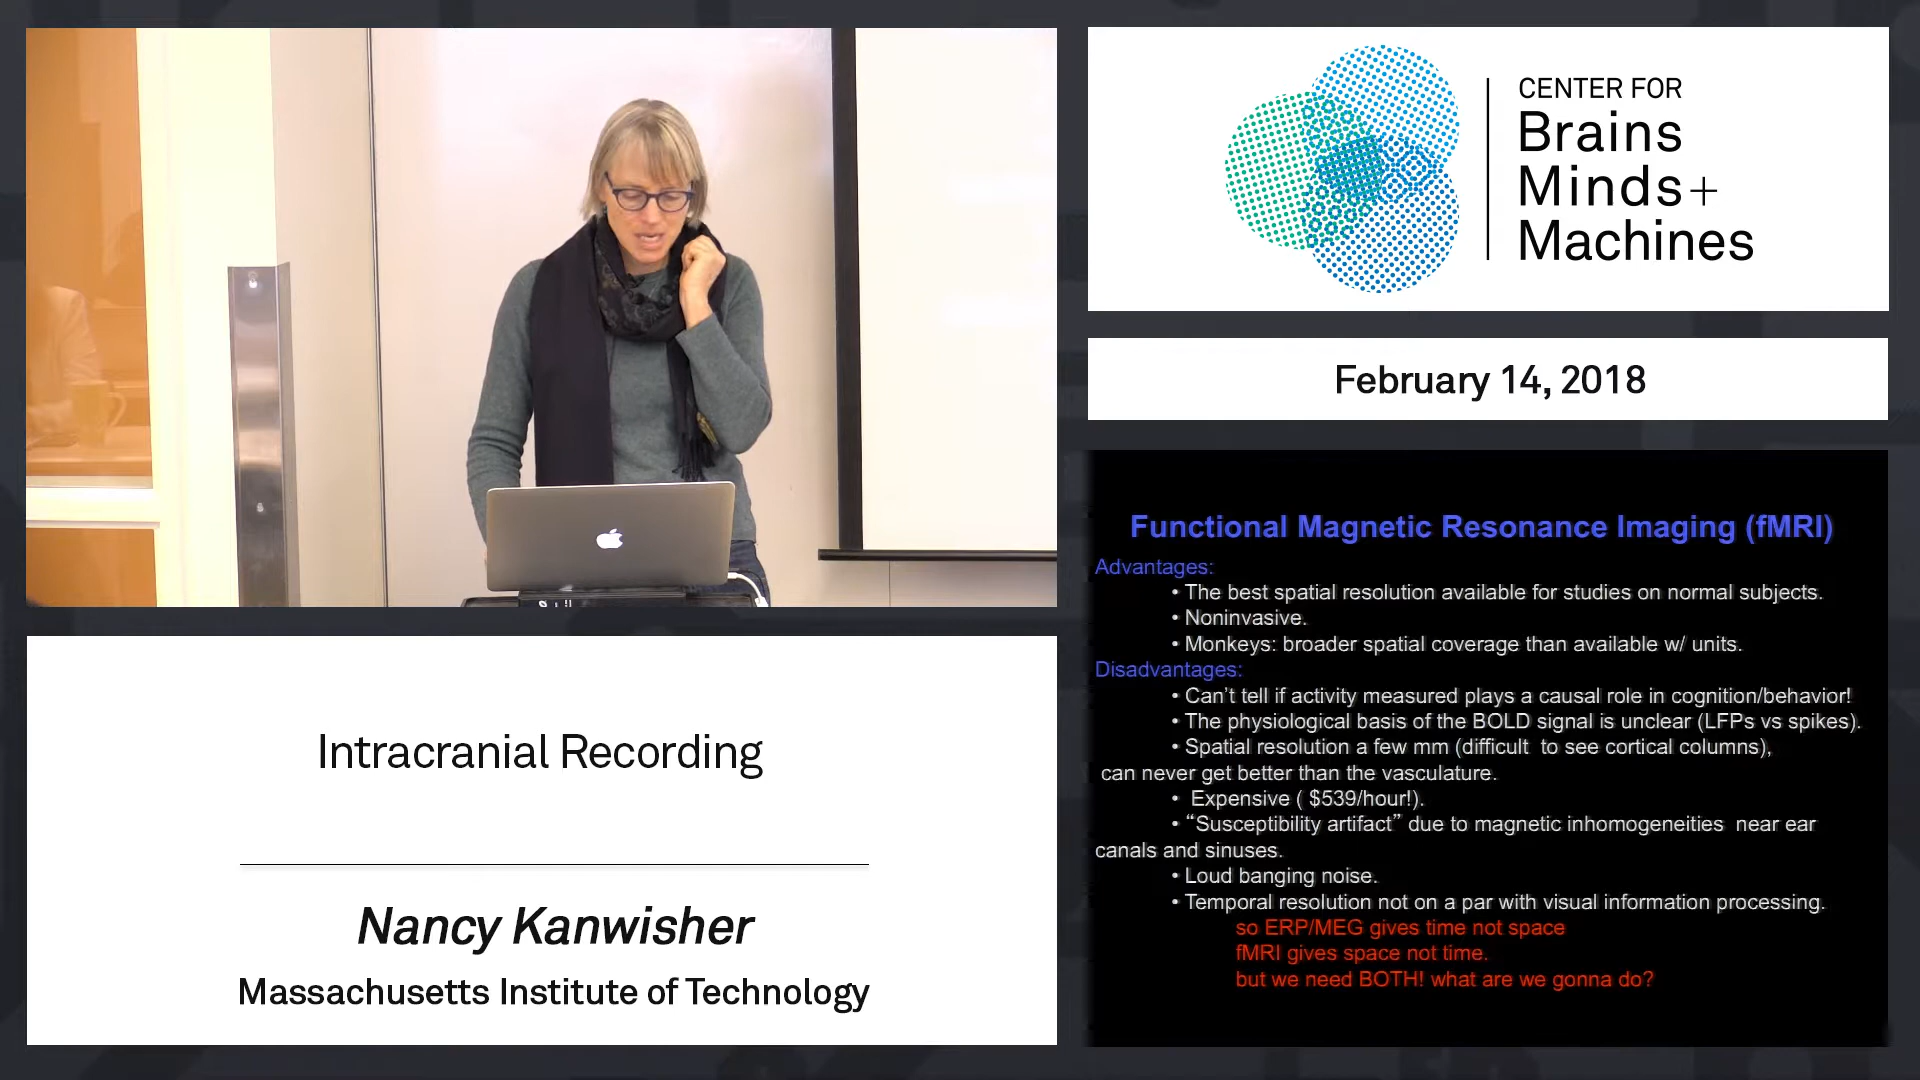 CENTER FOR
Brains
Minds+
Machines
February 14, 2018
Functional Magnetic Resonance Imaging (fMRI)
Advantages:
• The best spatial resolution available for studies on normal subjects.
• Noninvasive.
• Monkeys: broader spatial coverage than available w/ units.
Disadvantages:
• Can't tell if activity measured plays a causal role in cognition/behavior!
• The physiological basis of the BOLD signal is unclear (LFPs vs spikes).
• Spatial resolution a few mm (difficult to see cortical columns),
can never get better than the vasculature.
• Expensive ( $539/hour!).
• “Susceptibility artifact” due to magnetic inhomogeneities near ear
canals and sinuses.
• Loud banging noise.
• Temporal resolution not on a par with visual information processing.
so ERP/MEG gives time not space
fMRI gives space not time.
but we need BOTH! what are we gonna do?
Intracranial Recording
Nancy Kanwisher
Massachusetts Institute of Technology